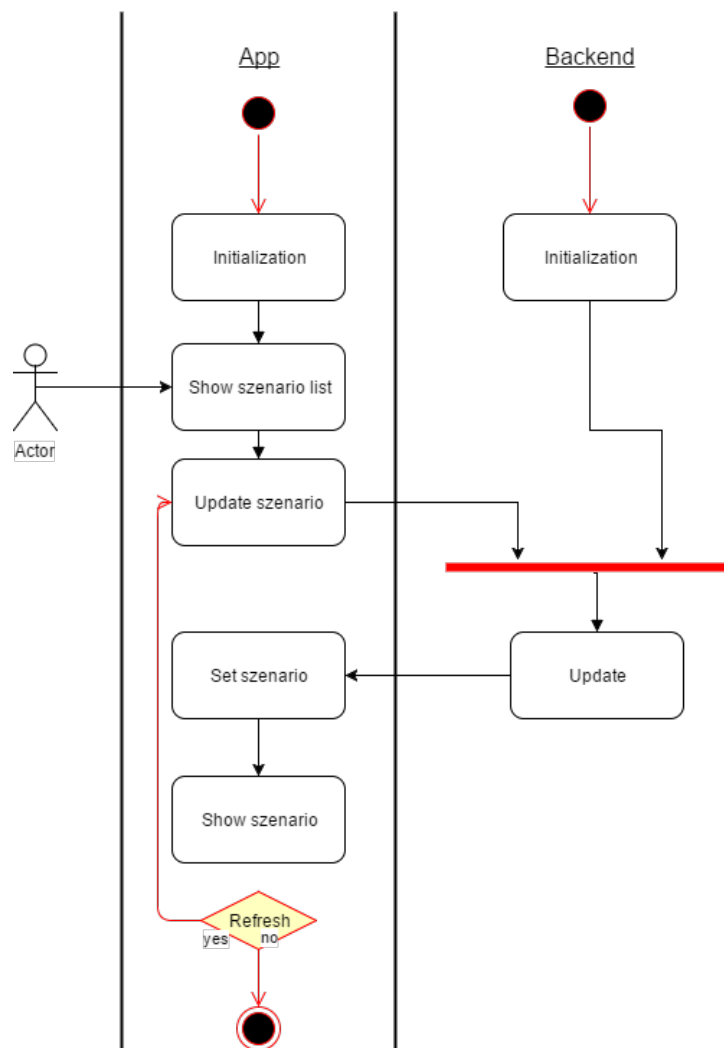 App
Backend
Initialization
Initialization
Show szenario list
Actor
Update szenario
Set szenario
Update
Show szenario
Refresh
yes
no